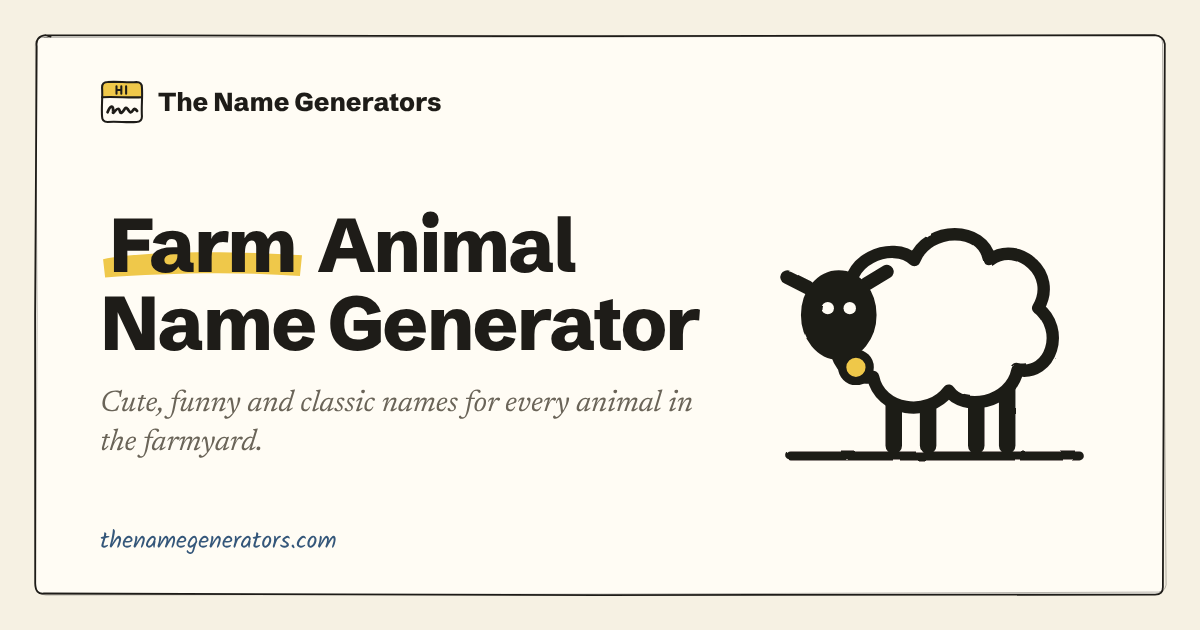 HI
The Name Generators
Farm Animal
Name Generator
Cute, funny and classic names for every animal in
the farmyard.
thenamegenerators.com